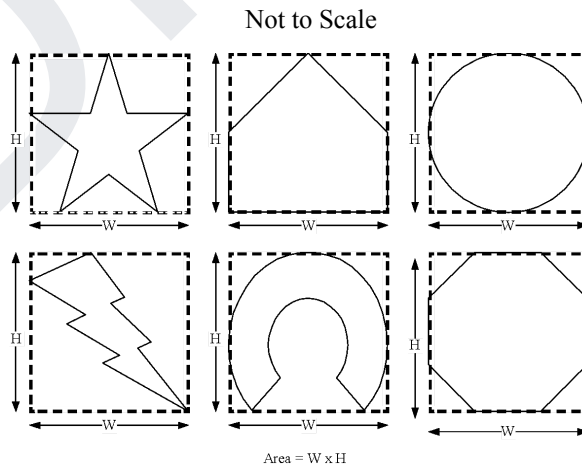 Not to Scale
H H H
W W W
H H H
W W W
Area = W x H